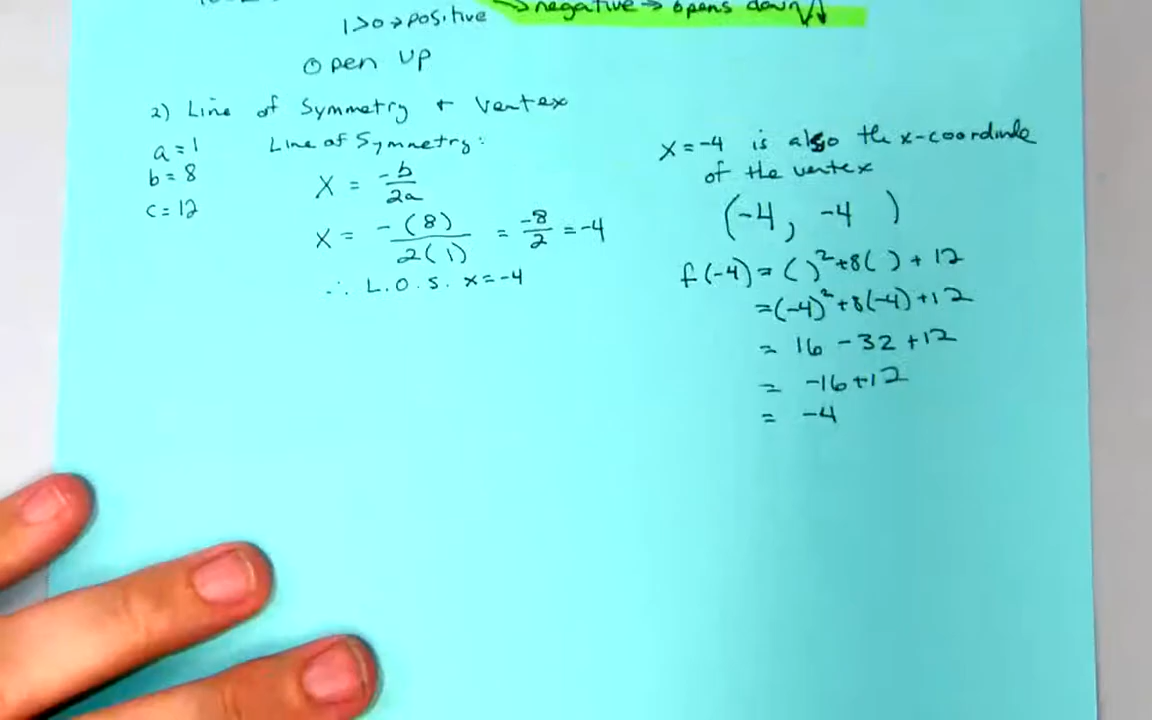 →negative → opens down
1>0→positive
open up
2) Line of Symmetry + Vertex
a=1
b=8
c=12
Line of Symmetry:
x = -b/2a
x = -(8)/2(1) = -8/2 = -4
∴ L.O.S. x=-4
x=-4 is also the x-coordinate
of the vertex
(-4, -4 )
f(-4) = ( )²+8( ) + 12
=(-4)²+8(-4)+12
= 16 -32 +12
= -16+12
= -4